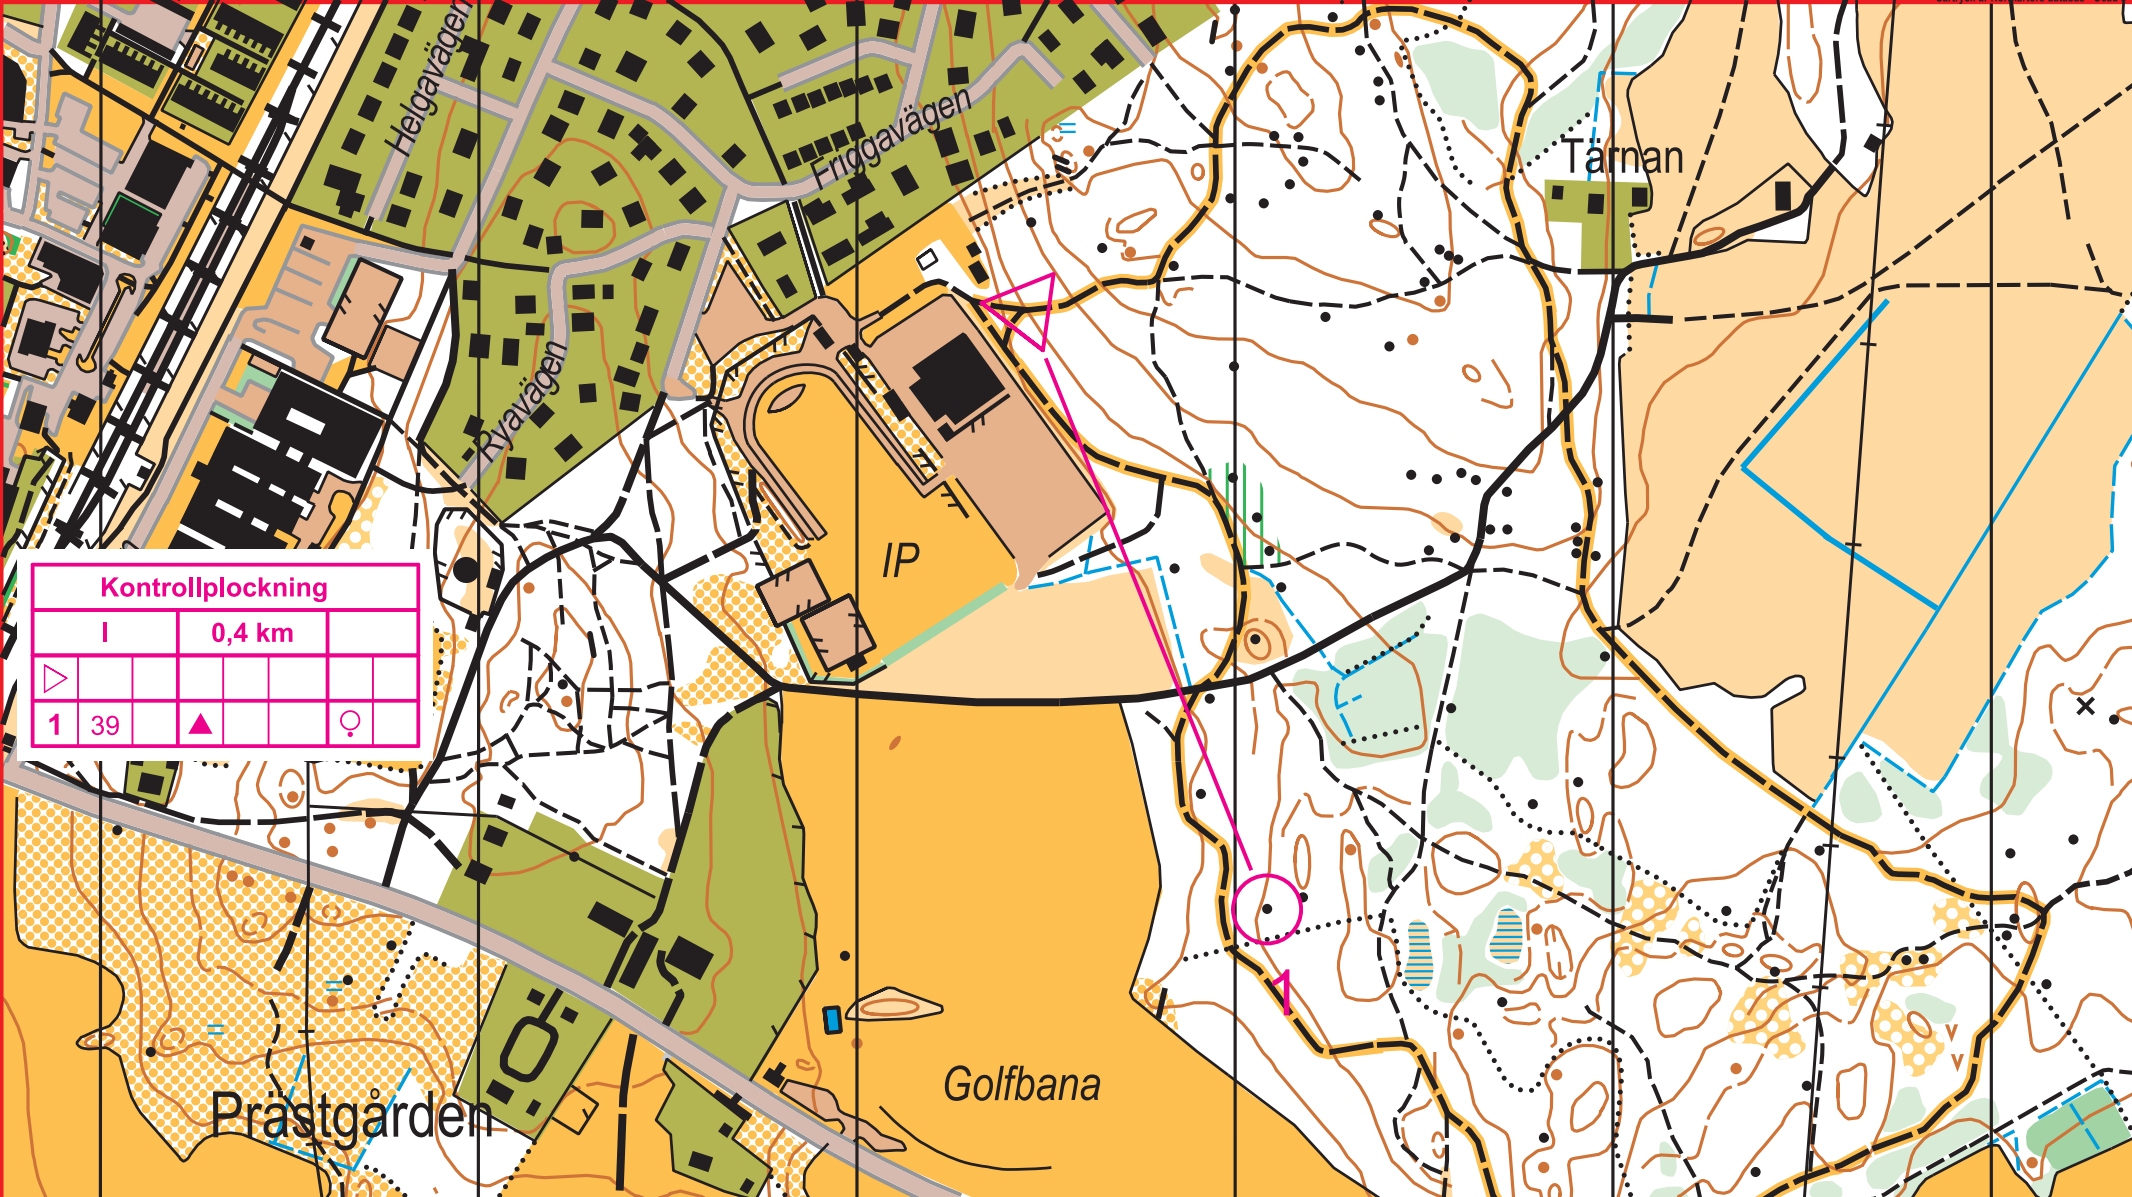 Helgavägen
Friggavägen
Tärnan
Ryavägen
IP
Kontrollplockning
I 0,4 km
1 39
1
Golfbana
Prästgården